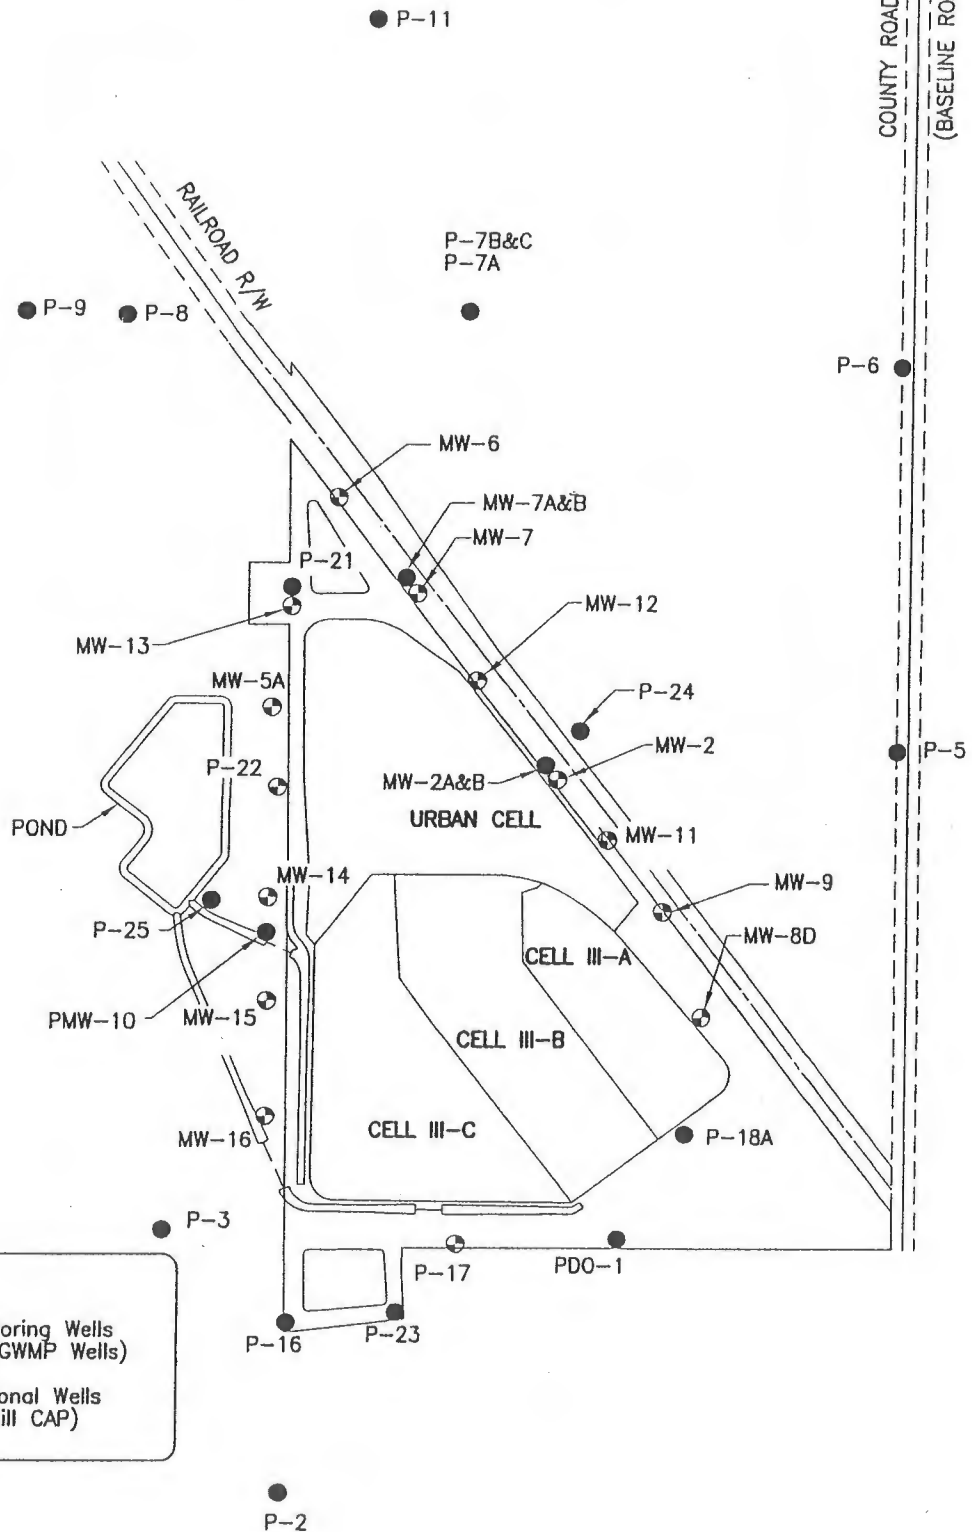 P-11
COUNTY ROAD
(BASELINE RO
RAILROAD R/W
P-7B&C
P-7A
P-9
P-8
P-6
MW-6
MW-7A&B
MW-7
P-21
MW-12
MW-13
MW-5A
P-24
MW-2
P-5
P-22
MW-2A&B
POND
URBAN CELL
MW-11
MW-14
MW-9
P-25
MW-8D
CELL III-A
PMW-10
MW-15
CELL III-B
CELL III-C
MW-16
P-18A
P-3
P-17
PDO-1
P-16
P-23
oring Wells
GWMP Wells)
onal Wells
ill CAP)
P-2